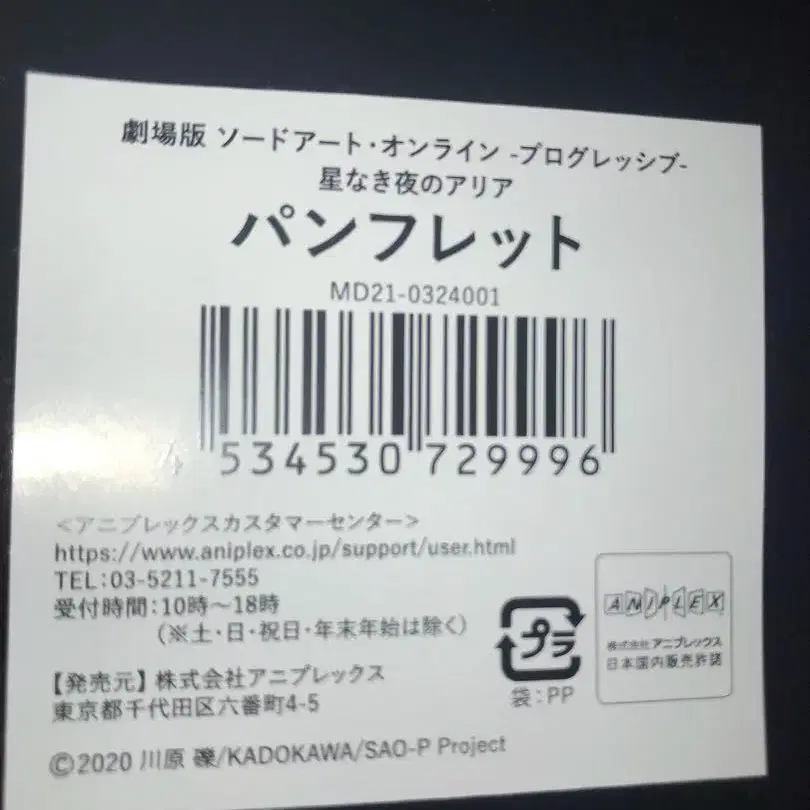 劇場版 ソードアート・オンライン -プログレッシブ-
星なき夜のアリア
パンフレット
MD21-0324001
4 534530 729996
<アニプレックスカスタマーセンター>
https://www.aniplex.co.jp/support/user.html
TEL:03-5211-7555
受付時間:10時~18時
(※土・日・祝日・年末年始は除く)
【発売元】株式会社アニプレックス
東京都千代田区六番町4-5
©2020 川原 礫/KADOKAWA/SAO-P Project
プラ
袋:PP
ANIPLEX
株式会社アニプレックス
日本国内販売許諾